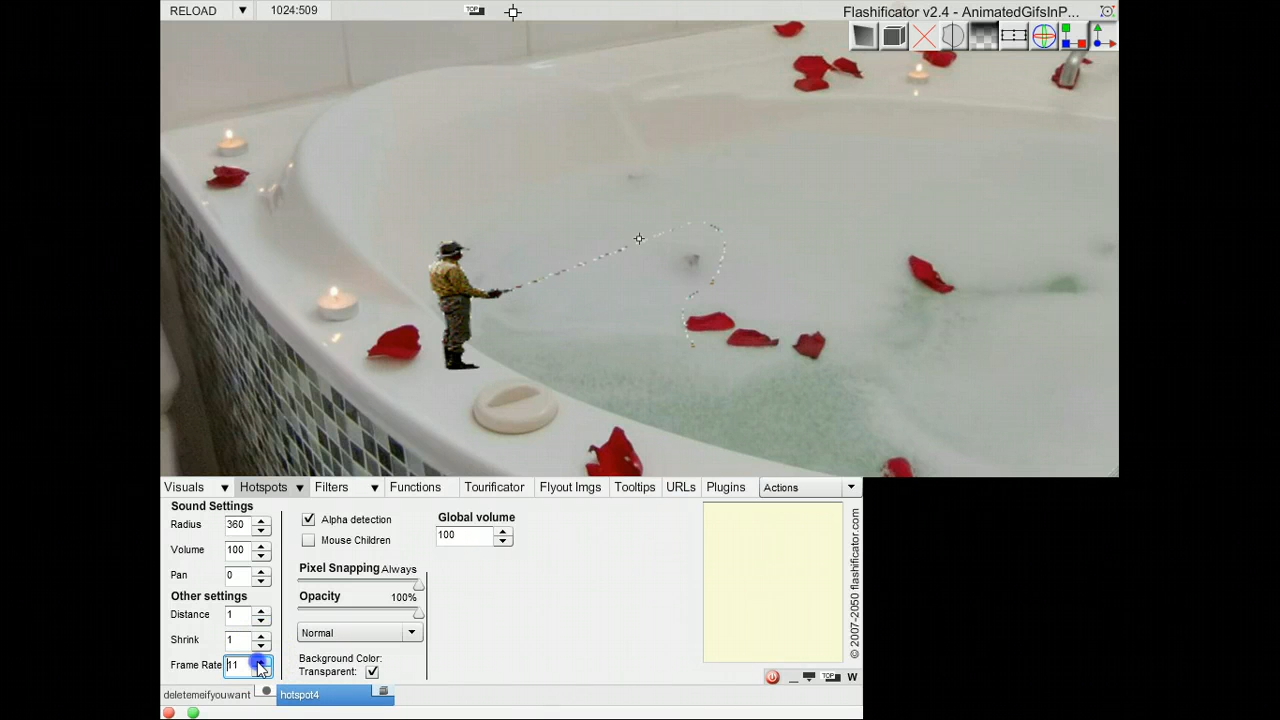 RELOAD
1024:509
TOP
Flashificator v2.4 - AnimatedGifsInP...
Visuals
Hotspots
Filters
Functions
Tourificator
Flyout Imgs
Tooltips
URLs
Plugins
Actions
Sound Settings
Radius 360
Volume 100
Pan 0
Other settings
Distance 1
Shrink 1
Frame Rate 11
Alpha detection
Mouse Children
Pixel Snapping Always
Opacity 100%
Normal
Background Color:
Transparent:
Global volume
100
© 2007-2050 flashificator.com
TOP W
deletemeifyouwant
hotspot4